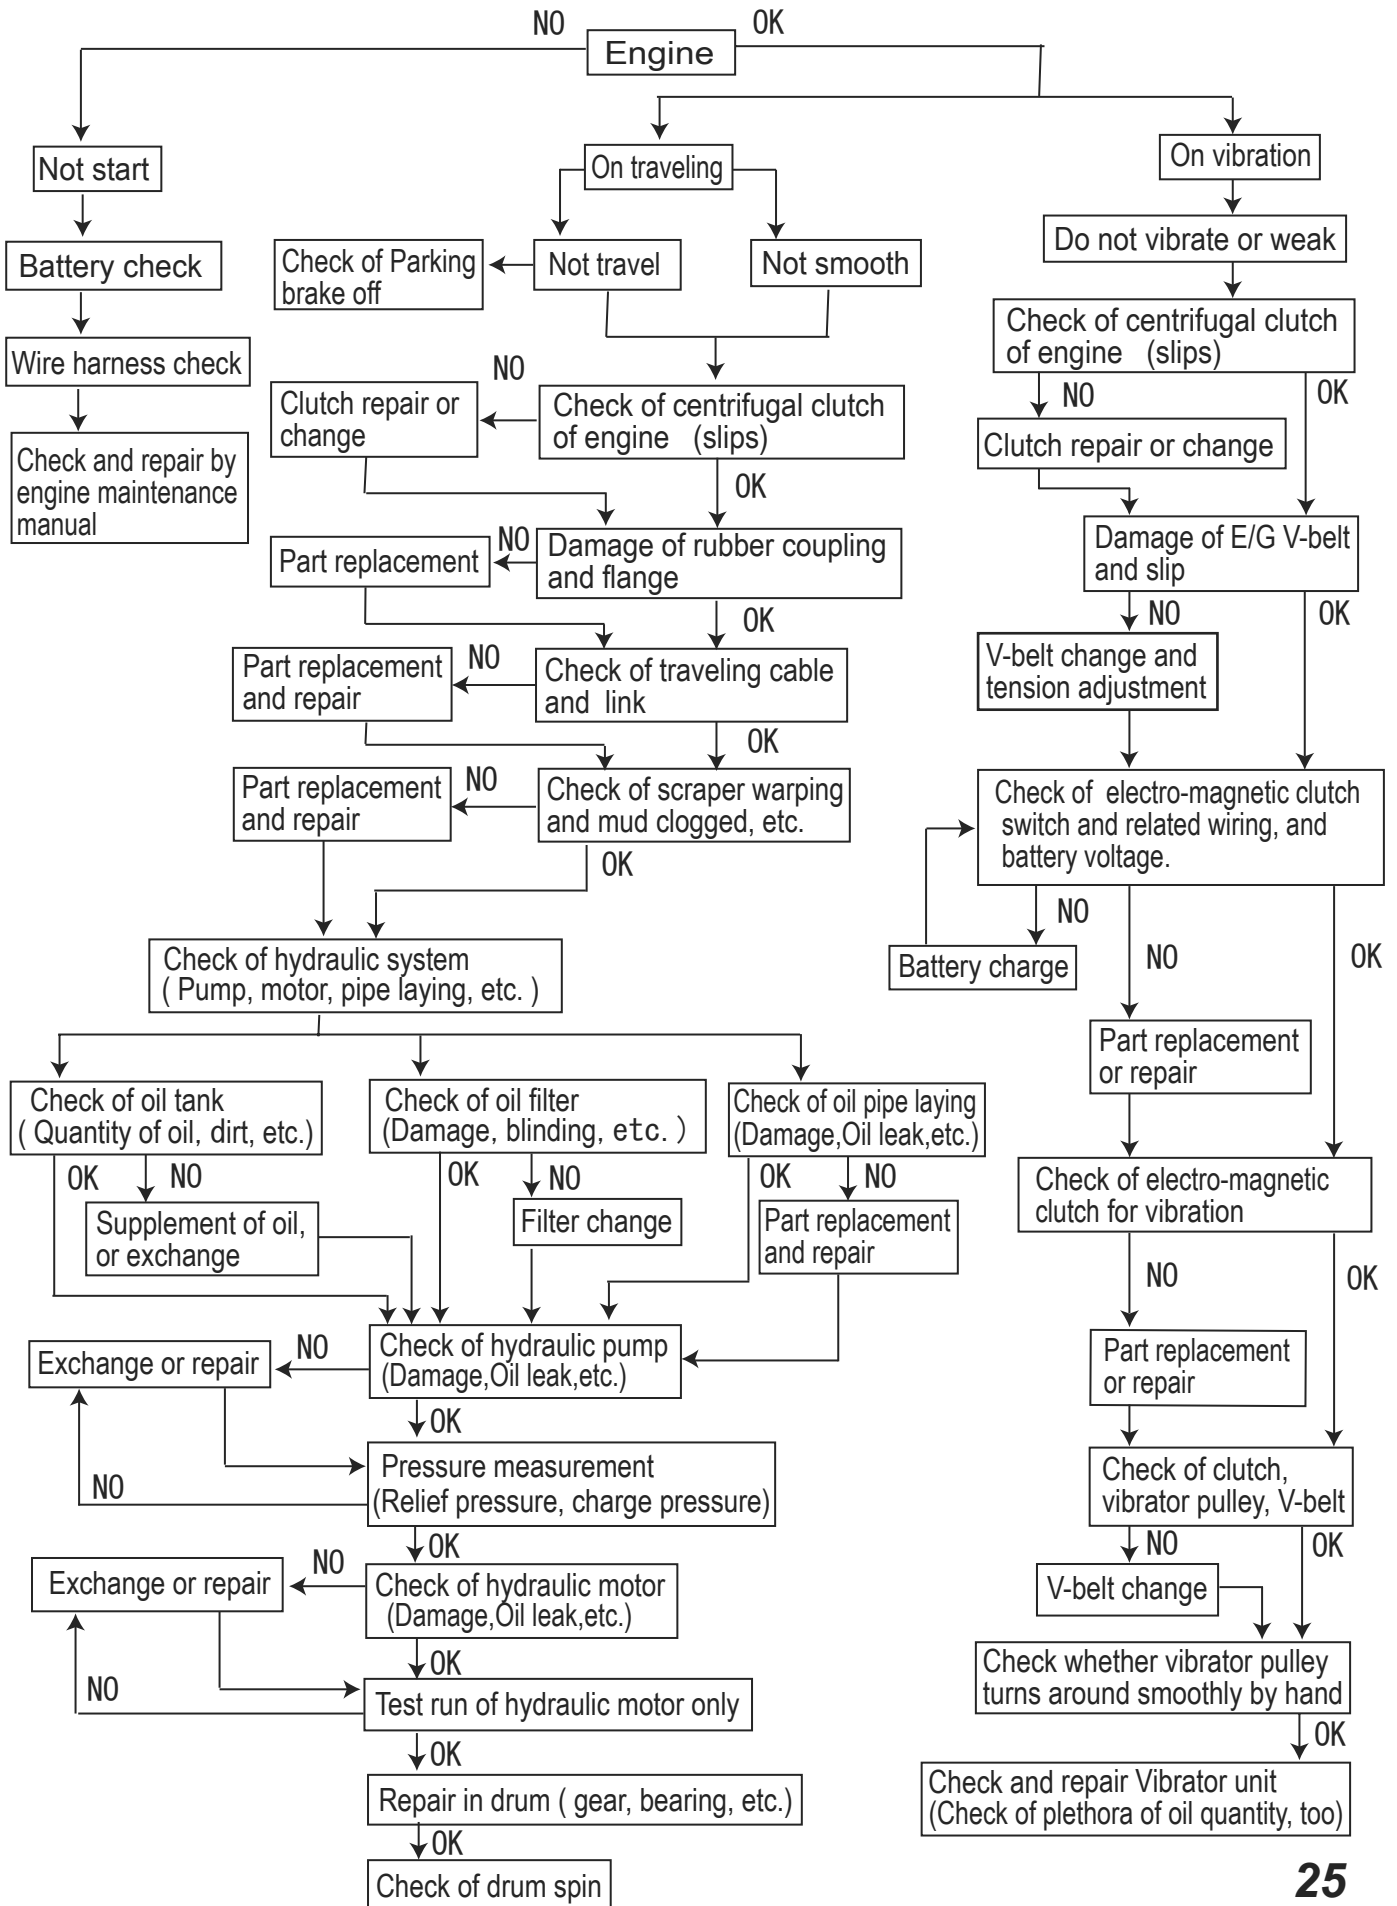 NO
OK
Engine
Not start
On traveling
On vibration
Battery check
Check of Parking
brake off
Not travel
Not smooth
Do not vibrate or weak
Wire harness check
Check of centrifugal clutch
of engine (slips)
NO
OK
Clutch repair or
change
NO
Check of centrifugal clutch
of engine (slips)
Clutch repair or change
Check and repair by
engine maintenance
manual
OK
Part replacement
NO
Damage of rubber coupling
and flange
Damage of E/G V-belt
and slip
OK
NO
OK
Part replacement
and repair
NO
Check of traveling cable
and link
V-belt change and
tension adjustment
OK
Part replacement
and repair
NO
Check of scraper warping
and mud clogged, etc.
Check of electro-magnetic clutch
switch and related wiring, and
battery voltage.
OK
NO
Battery charge
NO
OK
Check of hydraulic system
( Pump, motor, pipe laying, etc. )
Part replacement
or repair
Check of oil tank
( Quantity of oil, dirt, etc.)
Check of oil filter
(Damage, blinding, etc. )
Check of oil pipe laying
(Damage,Oil leak,etc.)
OK
NO
OK
NO
OK
NO
Check of electro-magnetic
clutch for vibration
Supplement of oil,
or exchange
Filter change
Part replacement
and repair
NO
OK
Exchange or repair
NO
Check of hydraulic pump
(Damage,Oil leak,etc.)
Part replacement
or repair
OK
Pressure measurement
(Relief pressure, charge pressure)
NO
Check of clutch,
vibrator pulley, V-belt
OK
NO
OK
Exchange or repair
NO
Check of hydraulic motor
(Damage,Oil leak,etc.)
V-belt change
OK
NO
Test run of hydraulic motor only
Check whether vibrator pulley
turns around smoothly by hand
OK
OK
Repair in drum ( gear, bearing, etc.)
Check and repair Vibrator unit
(Check of plethora of oil quantity, too)
OK
Check of drum spin
25